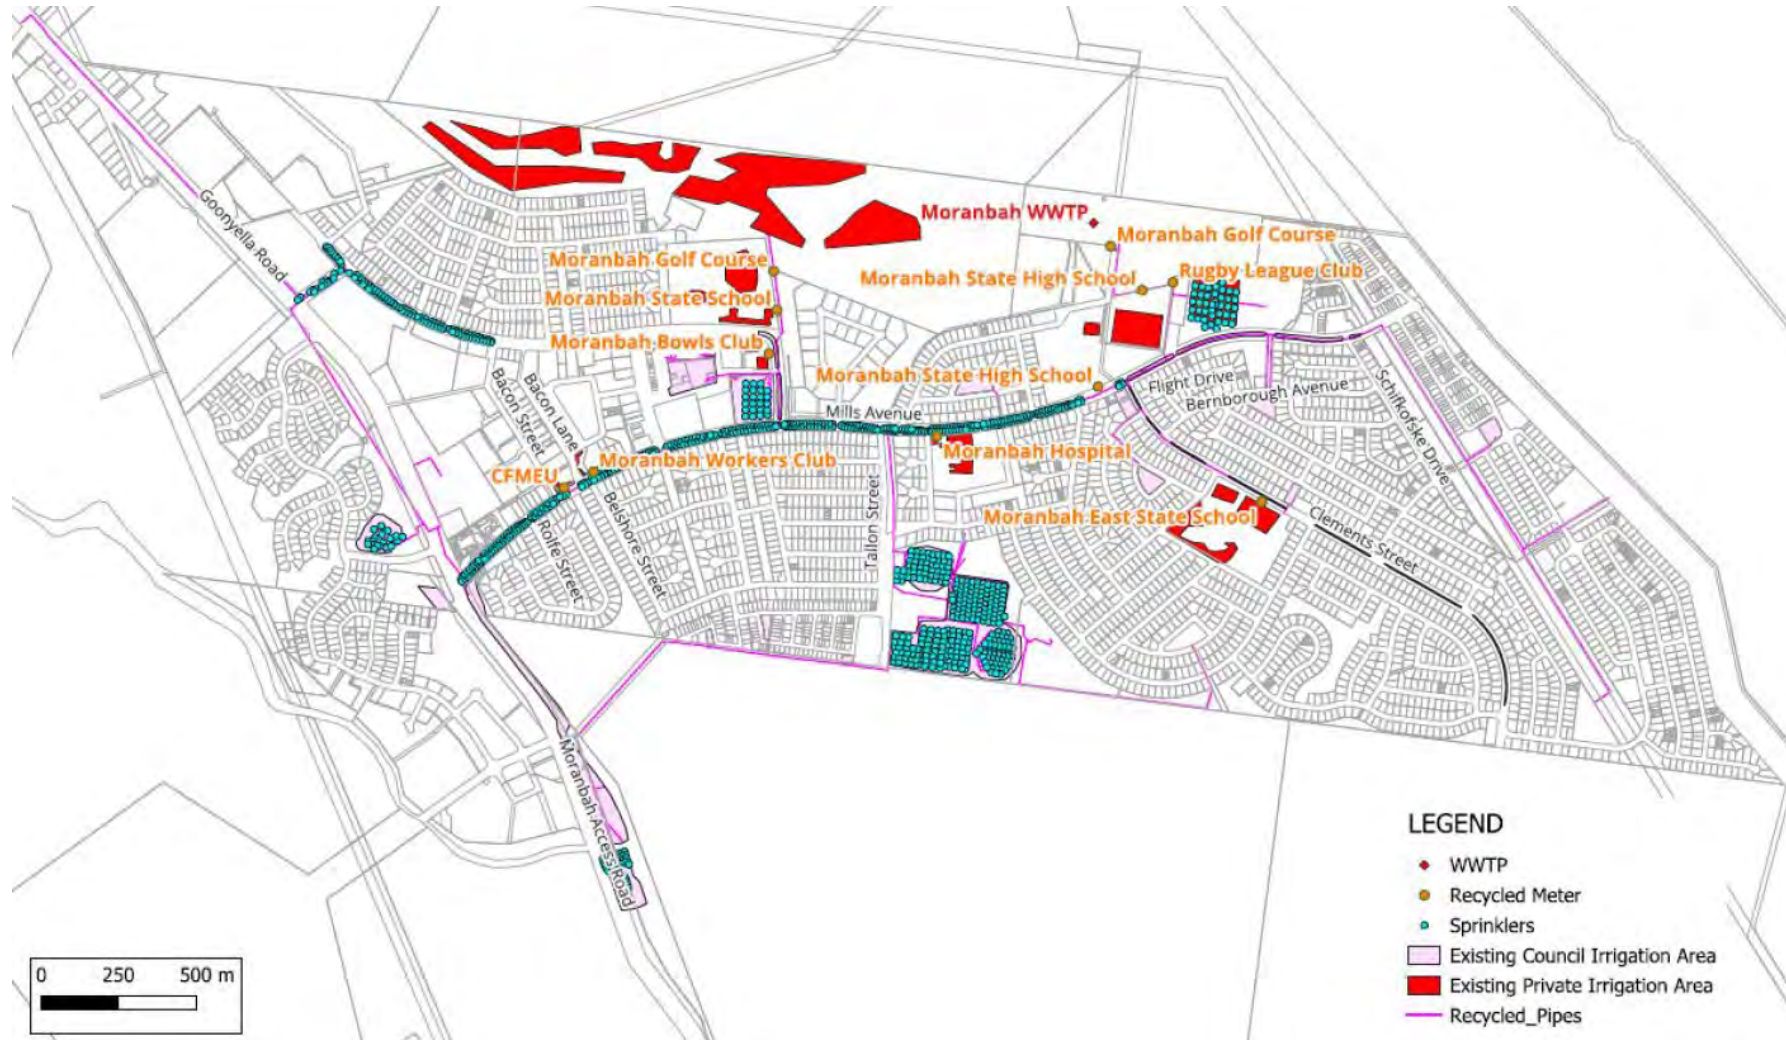 Goonyella Road
Moranbah WWTP
Moranbah Golf Course
Moranbah Golf Course
Moranbah State High School
Rugby League Club
Moranbah State School
Moranbah Bowls Club
Moranbah State High School
Flight Drive
Bernborough Avenue
Schifkofske Drive
Mills Avenue
Bacon Lane
Bacon Street
Moranbah Workers Club
Moranbah Hospital
CFMEU
Belshore Street
Rolfe Street
Tallon Street
Moranbah East State School
Clements Street
Moranbah Access Road
LEGEND
WWTP
Recycled Meter
Sprinklers
Existing Council Irrigation Area
Existing Private Irrigation Area
Recycled_Pipes
0 250 500 m